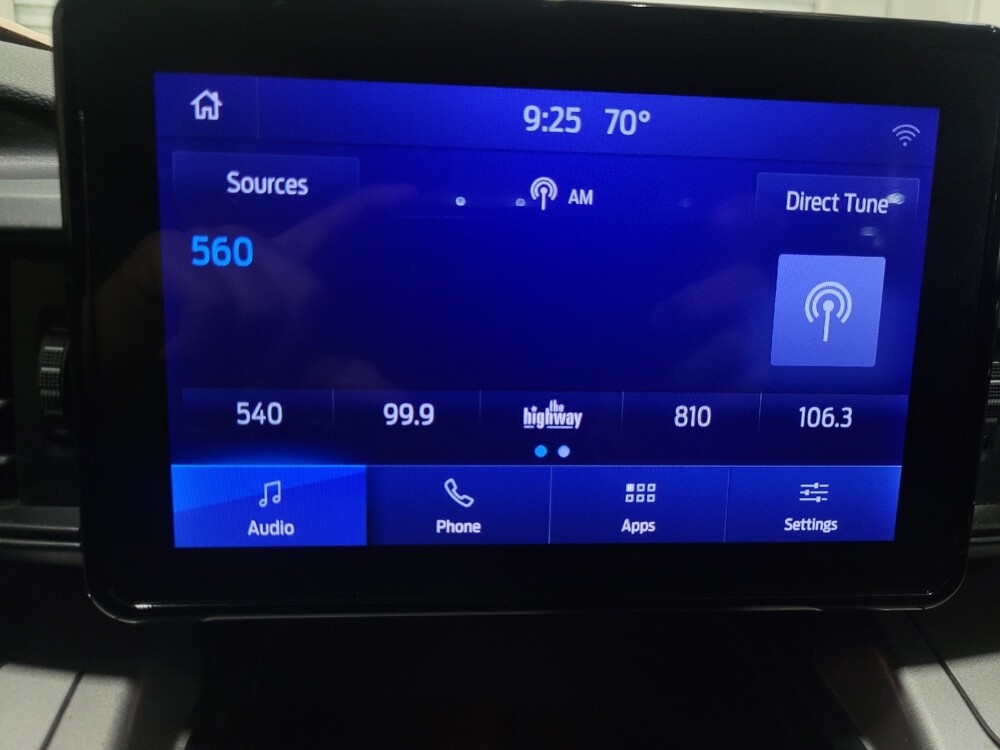 9:25 70°
Sources
AM
Direct Tune
560
540
99.9
the
highway
810
106.3
Audio
Phone
Apps
Settings